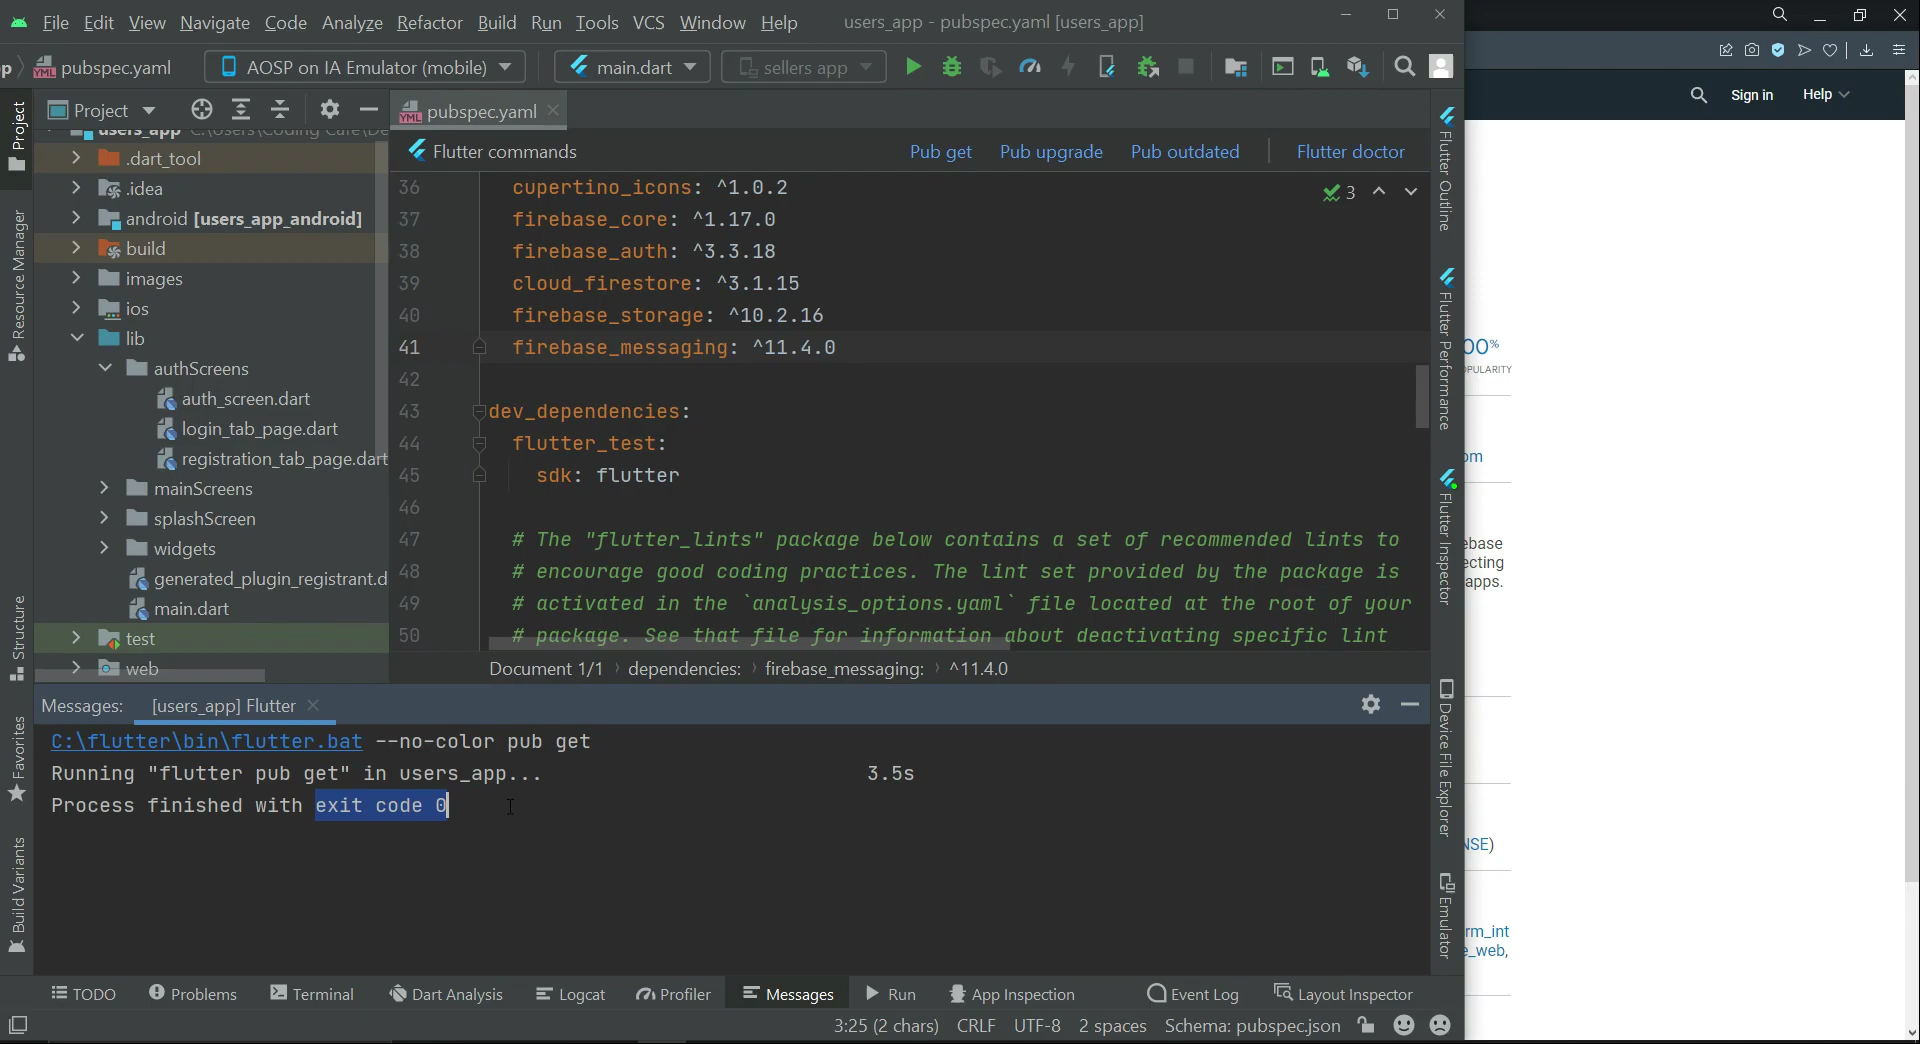 File Edit View Navigate Code Analyze Refactor Build Run Tools VCS Window Help users_app - pubspec.yaml [users_app]
pubspec.yaml AOSP on IA Emulator (mobile) main.dart sellers app
Project
pubspec.yaml
Sign in
Help
Flutter commands Pub get Pub upgrade Pub outdated Flutter doctor
.dart_tool
.idea
android [users_app_android]
build
images
ios
lib
authScreens
auth_screen.dart
login_tab_page.dart
registration_tab_page.dart
mainScreens
splashScreen
widgets
generated_plugin_registrant.d
main.dart
test
web
3
36 cupertino_icons: ^1.0.2
37 firebase_core: ^1.17.0
38 firebase_auth: ^3.3.18
39 cloud_firestore: ^3.1.15
40 firebase_storage: ^10.2.16
41 firebase_messaging: ^11.4.0
42
43 dev_dependencies:
44 flutter_test:
45 sdk: flutter
46
47 # The "flutter_lints" package below contains a set of recommended lints to
48 # encourage good coding practices. The lint set provided by the package is
49 # activated in the `analysis_options.yaml` file located at the root of your
50 # package. See that file for information about deactivating specific lint
Document 1/1 dependencies: firebase_messaging: ^11.4.0
Messages: [users_app] Flutter
C:\flutter\bin\flutter.bat --no-color pub get
Running "flutter pub get" in users_app... 3.5s
Process finished with exit code 0
Project
Resource Manager
Structure
Favorites
Build Variants
Flutter Outline
Flutter Performance
Flutter Inspector
Device File Explorer
Emulator
00%
PULARITY
om
ebase
ecting
apps.
NSE)
rm_int
e_web,
TODO Problems Terminal Dart Analysis Logcat Profiler Messages Run App Inspection Event Log Layout Inspector
3:25 (2 chars) CRLF UTF-8 2 spaces Schema: pubspec.json